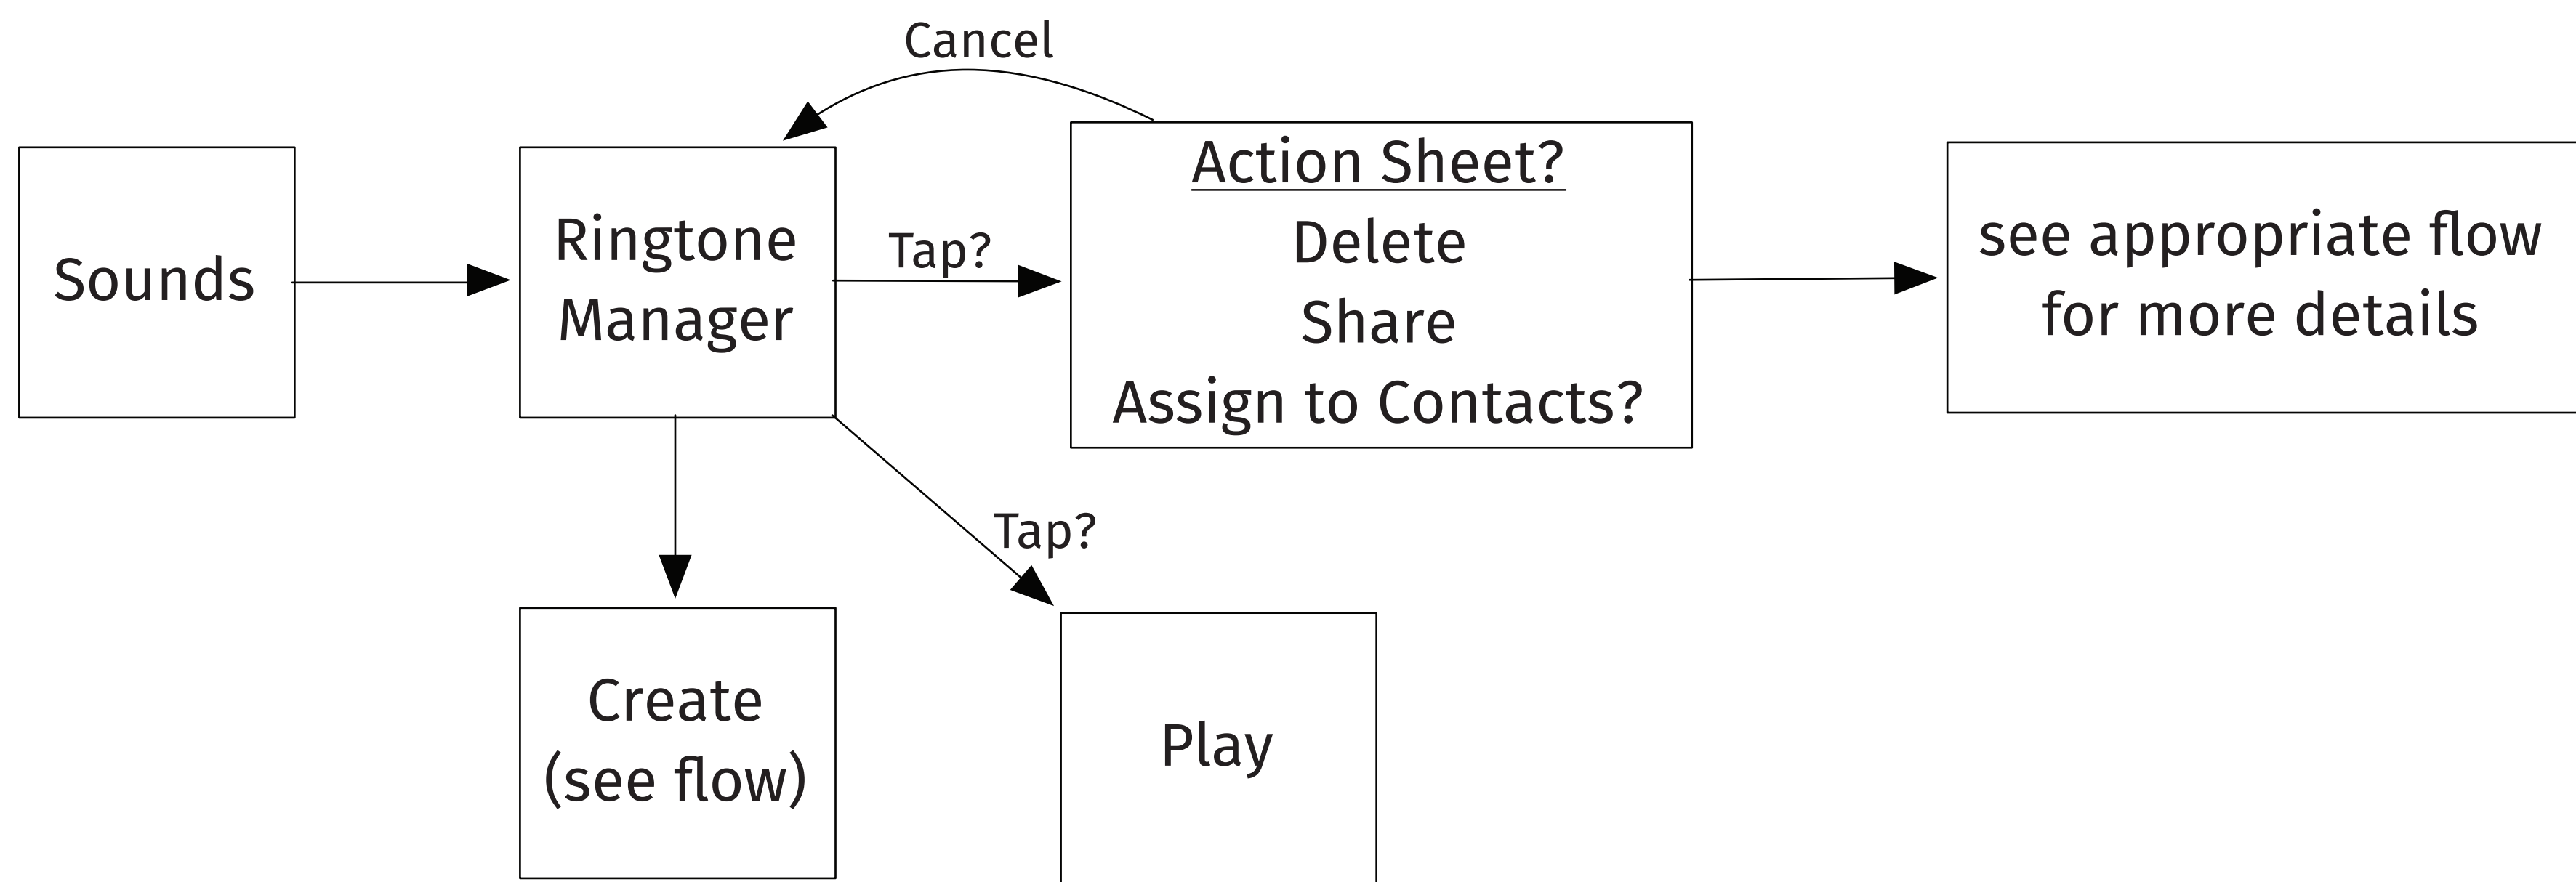 Cancel
Sounds
Ringtone
Manager
Tap?
Action Sheet?
Delete
Share
Assign to Contacts?
see appropriate flow
for more details
Tap?
Create
(see flow)
Play